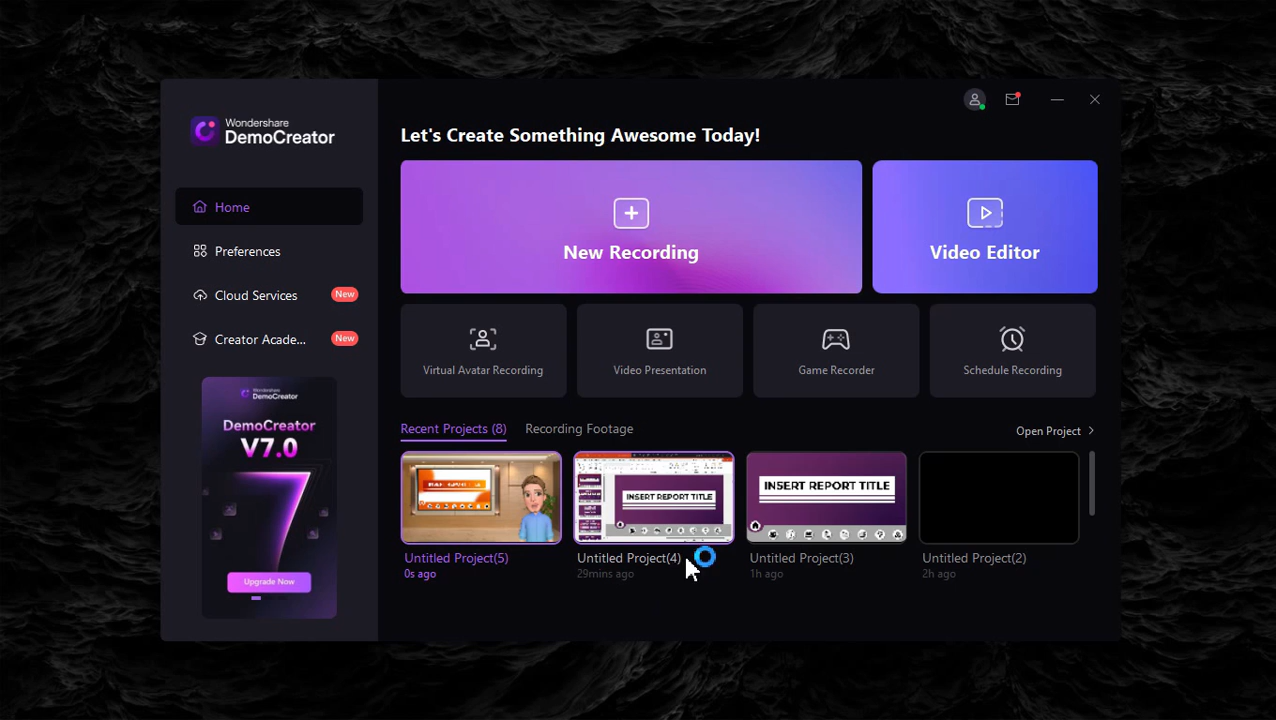 Wondershare
DemoCreator
Let's Create Something Awesome Today!
Home
Preferences
Cloud Services New
Creator Acade... New
New Recording
Video Editor
Virtual Avatar Recording
Video Presentation
Game Recorder
Schedule Recording
Wondershare
DemoCreator
DemoCreator
V7.0
7
Upgrade Now
Recent Projects (8)
Recording Footage
Open Project
INSERT REPORT TITLE
INSERT REPORT TITLE
Untitled Project(5)
0s ago
Untitled Project(4)
29mins ago
Untitled Project(3)
1h ago
Untitled Project(2)
2h ago